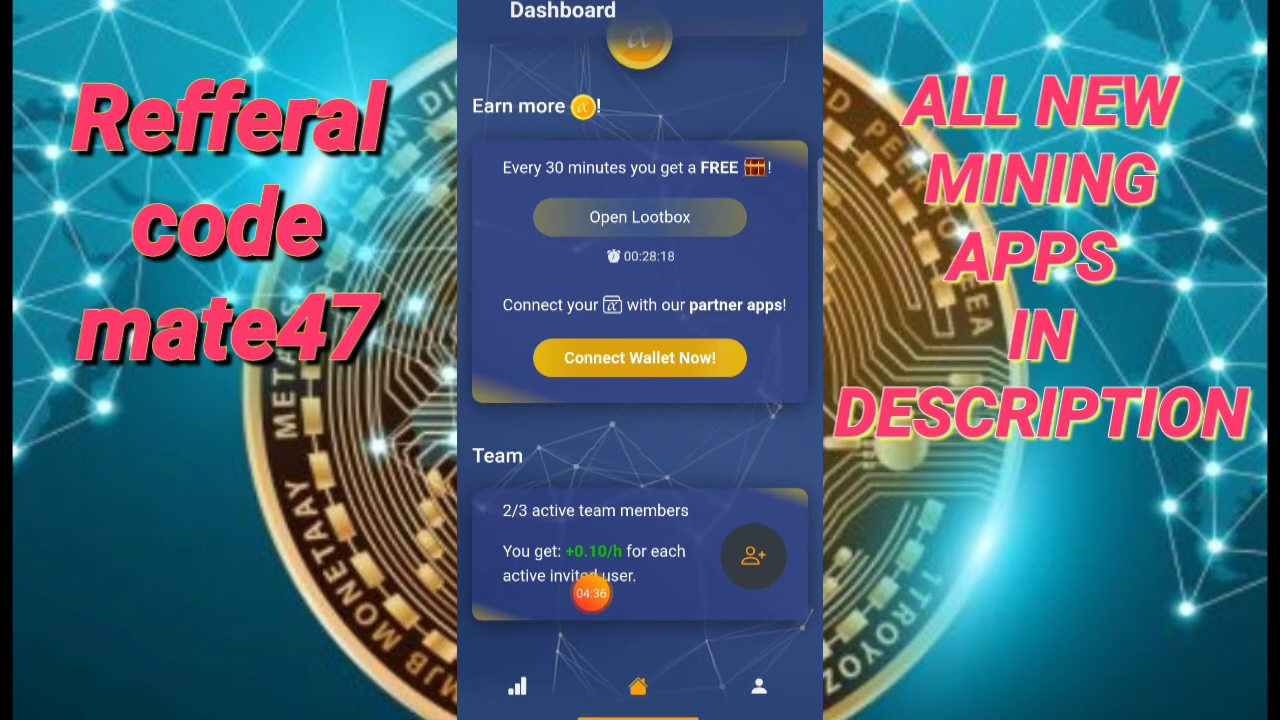 Refferal
code
mate47
Dashboard
Earn more !
Every 30 minutes you get a FREE !
Open Lootbox
00:28:18
Connect your with our partner apps!
Connect Wallet Now!
Team
2/3 active team members
You get: +0.10/h for each
active invited user.
04:36
ALL NEW
MINING
APPS
IN
DESCRIPTION
MJB MONETAAY